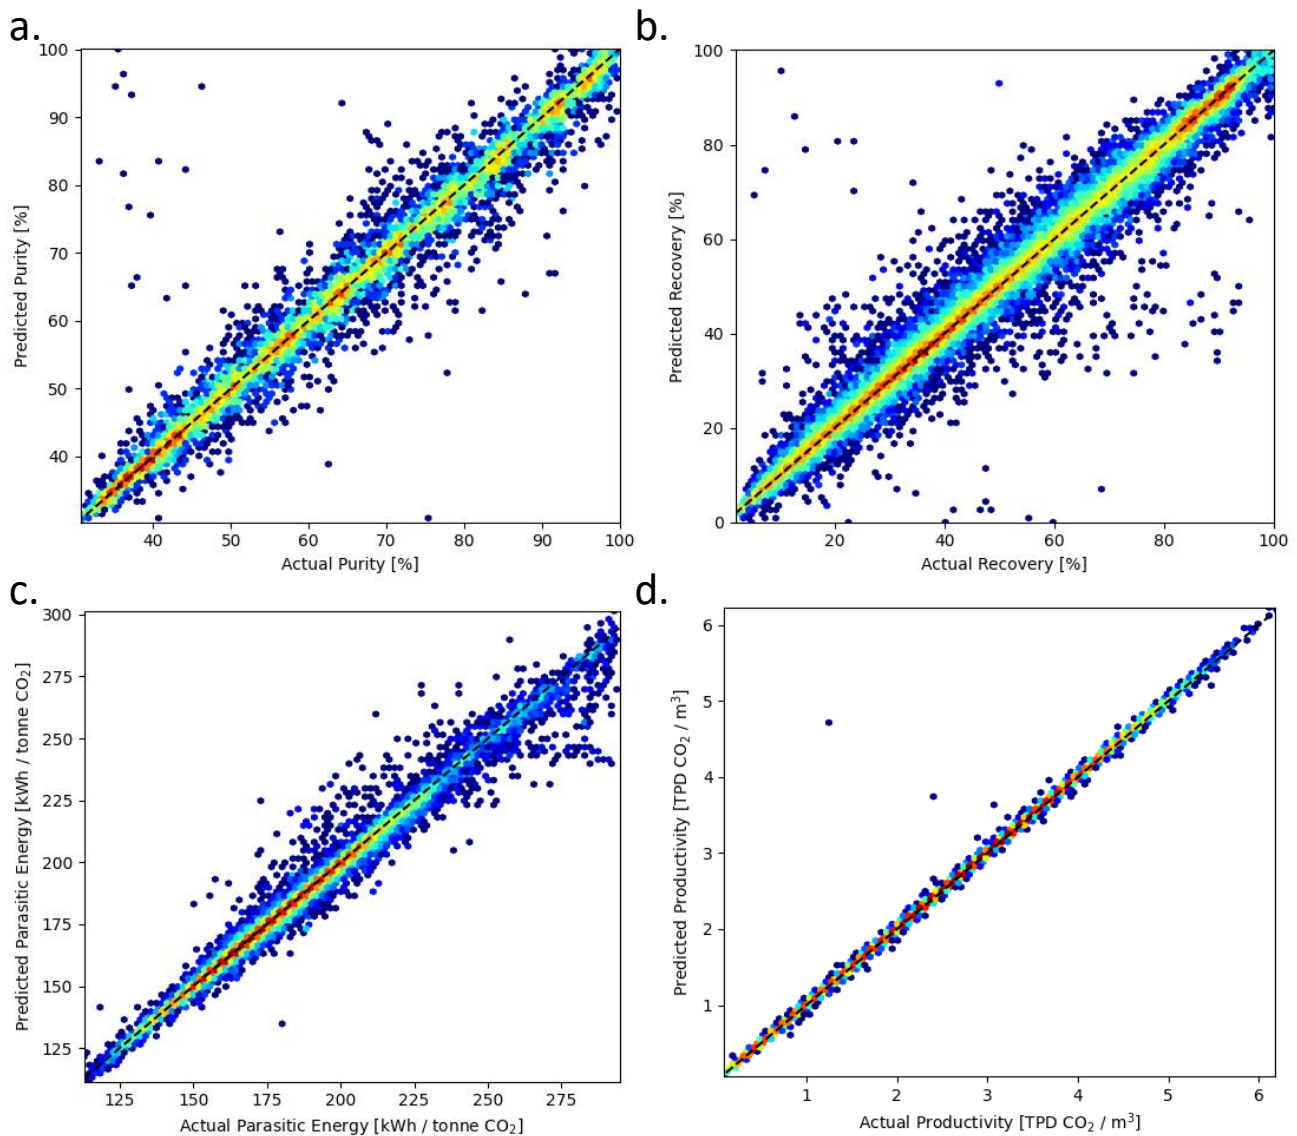 a.
100
90
80
70
60
50
40
Predicted Purity [%]
40 50 60 70 80 90 100
Actual Purity [%]
b.
100
80
60
40
20
0
Predicted Recovery [%]
20 40 60 80 100
Actual Recovery [%]
c.
300
275
250
225
200
175
150
125
Predicted Parasitic Energy [kWh / tonne CO₂]
125 150 175 200 225 250 275
Actual Parasitic Energy [kWh / tonne CO₂]
d.
6
5
4
3
2
1
Predicted Productivity [TPD CO₂ / m³]
1 2 3 4 5 6
Actual Productivity [TPD CO₂ / m³]